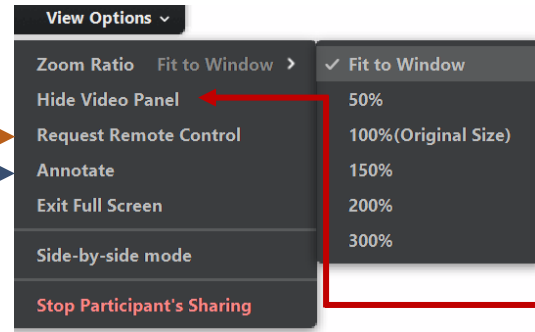 View Options
Zoom Ratio Fit to Window
Hide Video Panel
Request Remote Control
Annotate
Exit Full Screen
Side-by-side mode
Stop Participant's Sharing
Fit to Window
50%
100%(Original Size)
150%
200%
300%